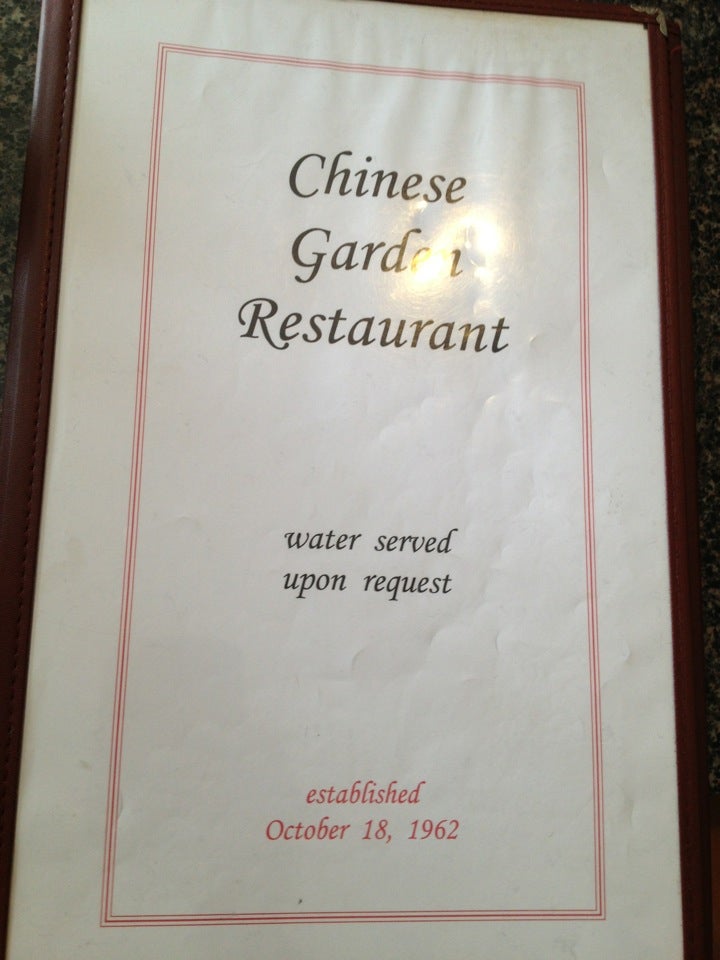 Chinese
Garden
Restaurant
water served
upon request
established
October 18, 1962